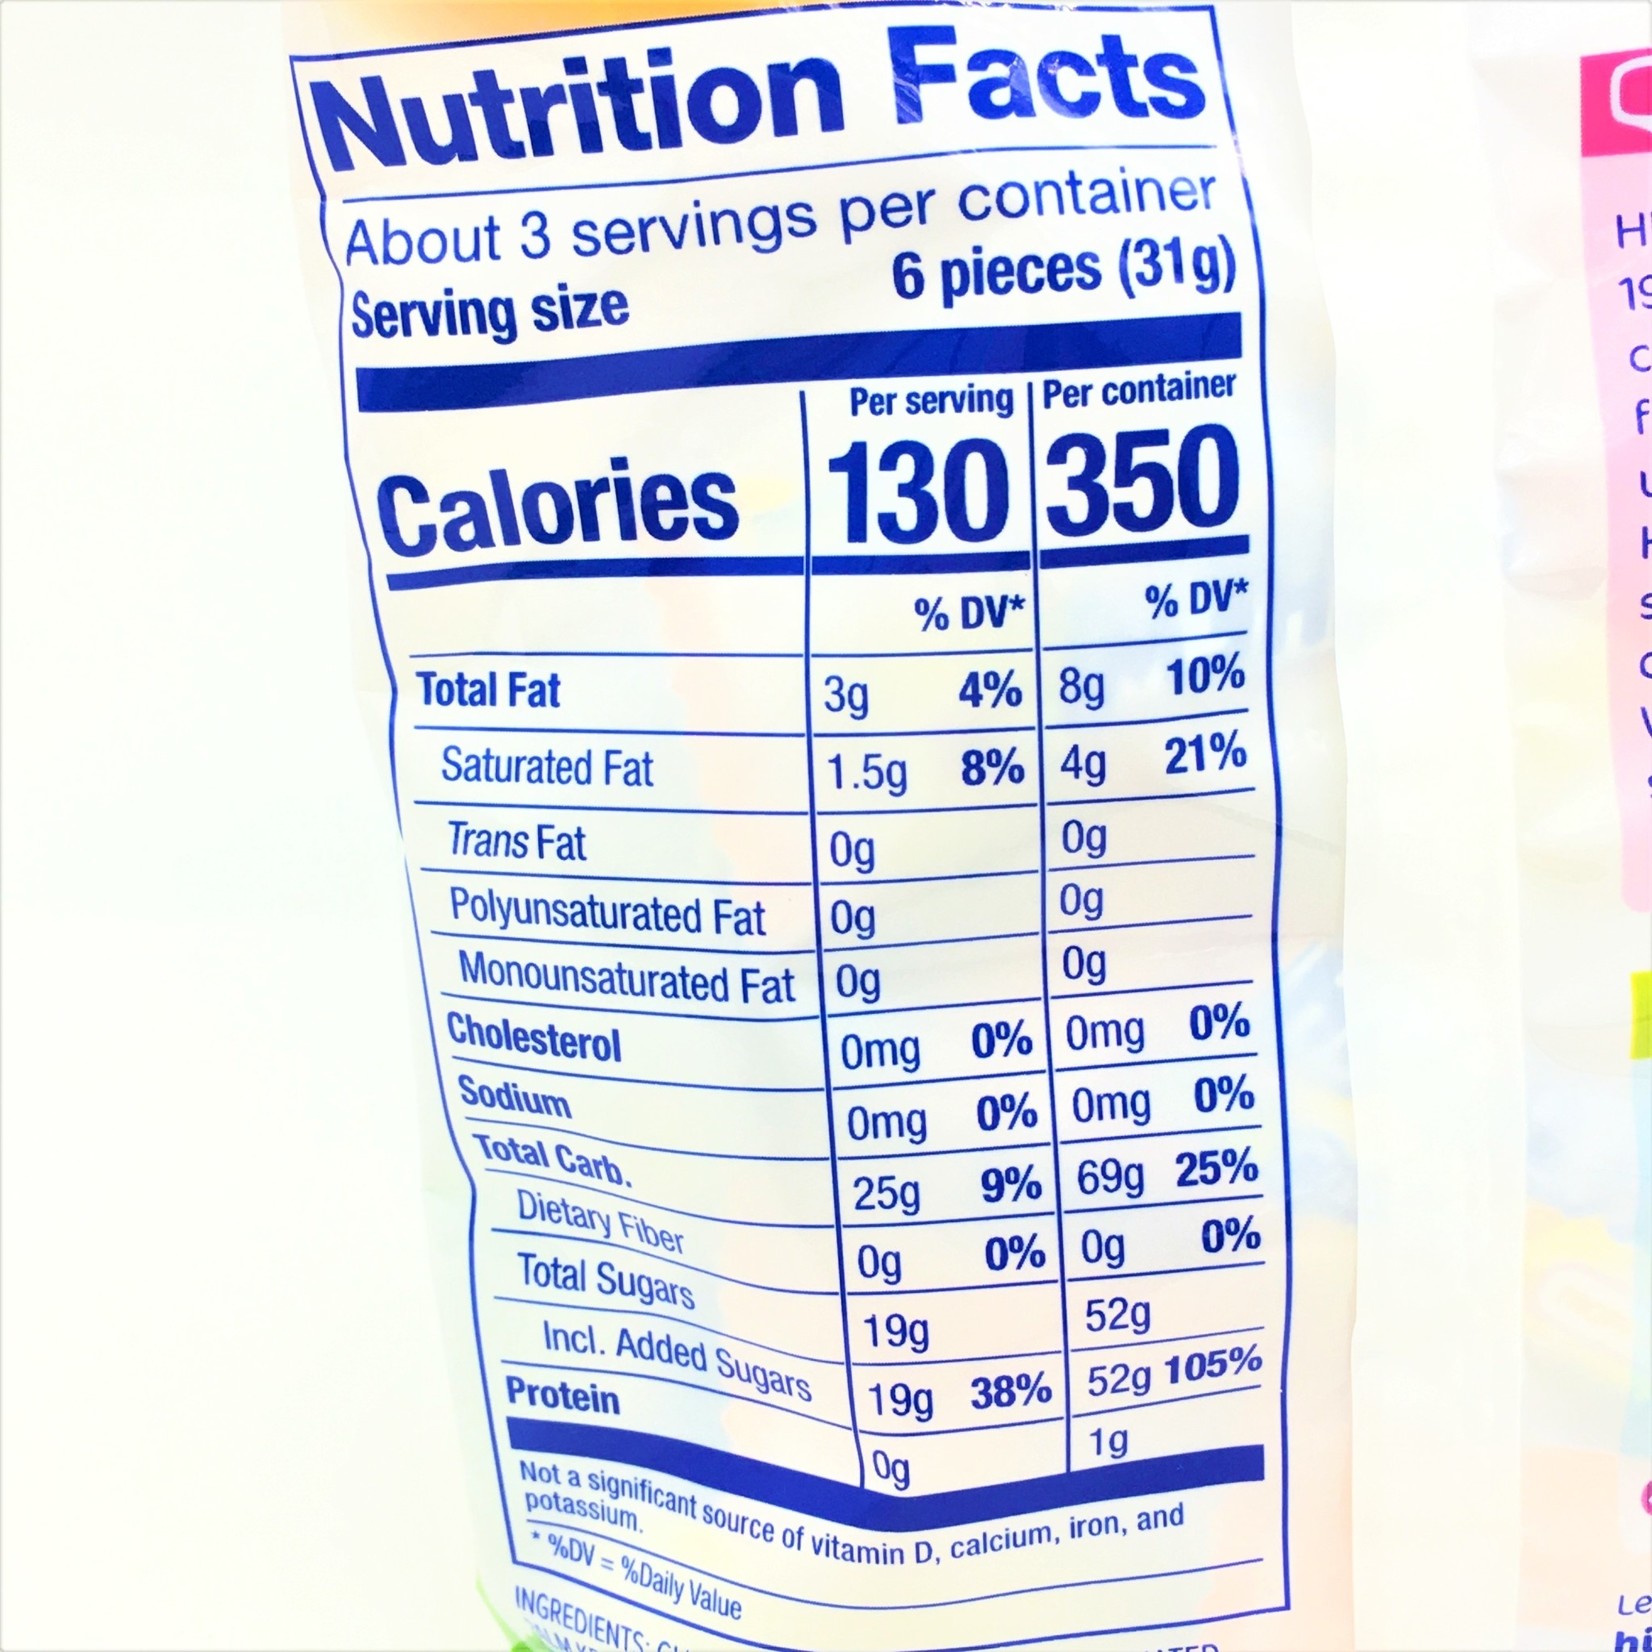 Nutrition Facts
About 3 servings per container
Serving size 6 pieces (31g)
Per serving Per container
Calories 130 350
% DV* % DV*
Total Fat 3g 4% 8g 10%
Saturated Fat 1.5g 8% 4g 21%
Trans Fat 0g 0g
Polyunsaturated Fat 0g 0g
Monounsaturated Fat 0g 0g
Cholesterol 0mg 0% 0mg 0%
Sodium 0mg 0% 0mg 0%
Total Carb. 25g 9% 69g 25%
Dietary Fiber 0g 0% 0g 0%
Total Sugars 19g 52g
Incl. Added Sugars 19g 38% 52g 105%
Protein 0g 1g
Not a significant source of vitamin D, calcium, iron, and
potassium.
* %DV = %Daily Value
INGREDIENTS: